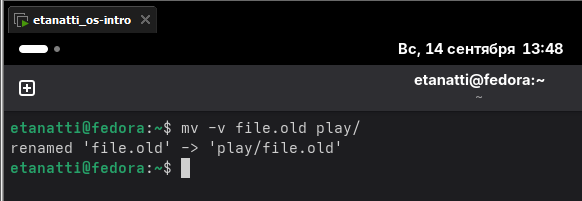 etanatti_os-intro
Вс, 14 сентября 13:48
etanatti@fedora:~
~
etanatti@fedora:~$ mv -v file.old play/
renamed 'file.old' -> 'play/file.old'
etanatti@fedora:~$